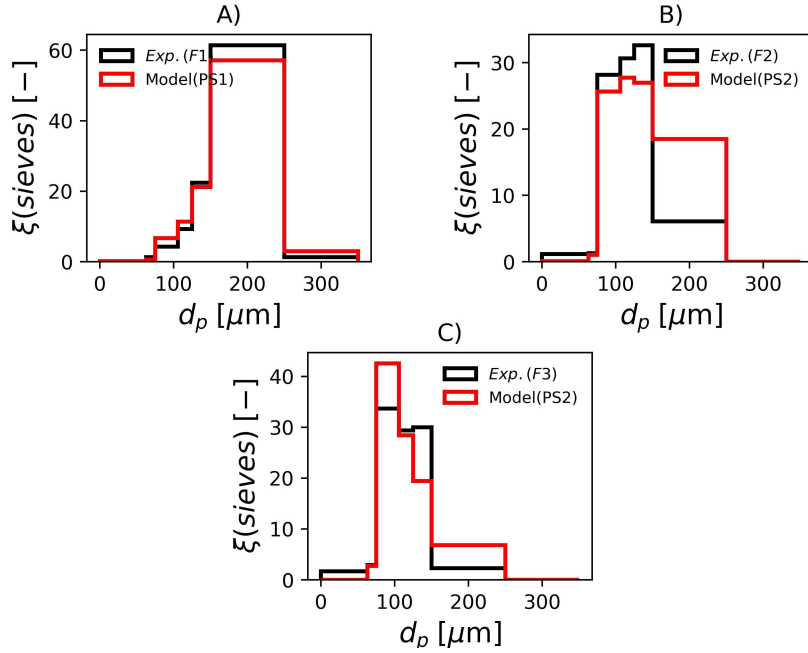 A)
ξ(sieves) [−]
60
40
20
0
Exp.(F1)
Model(PS1)
0 100 200 300
d_p [μm]
B)
ξ(sieves) [−]
30
20
10
0
Exp.(F2)
Model(PS2)
0 100 200 300
d_p [μm]
C)
ξ(sieves) [−]
40
30
20
10
0
Exp.(F3)
Model(PS2)
0 100 200 300
d_p [μm]